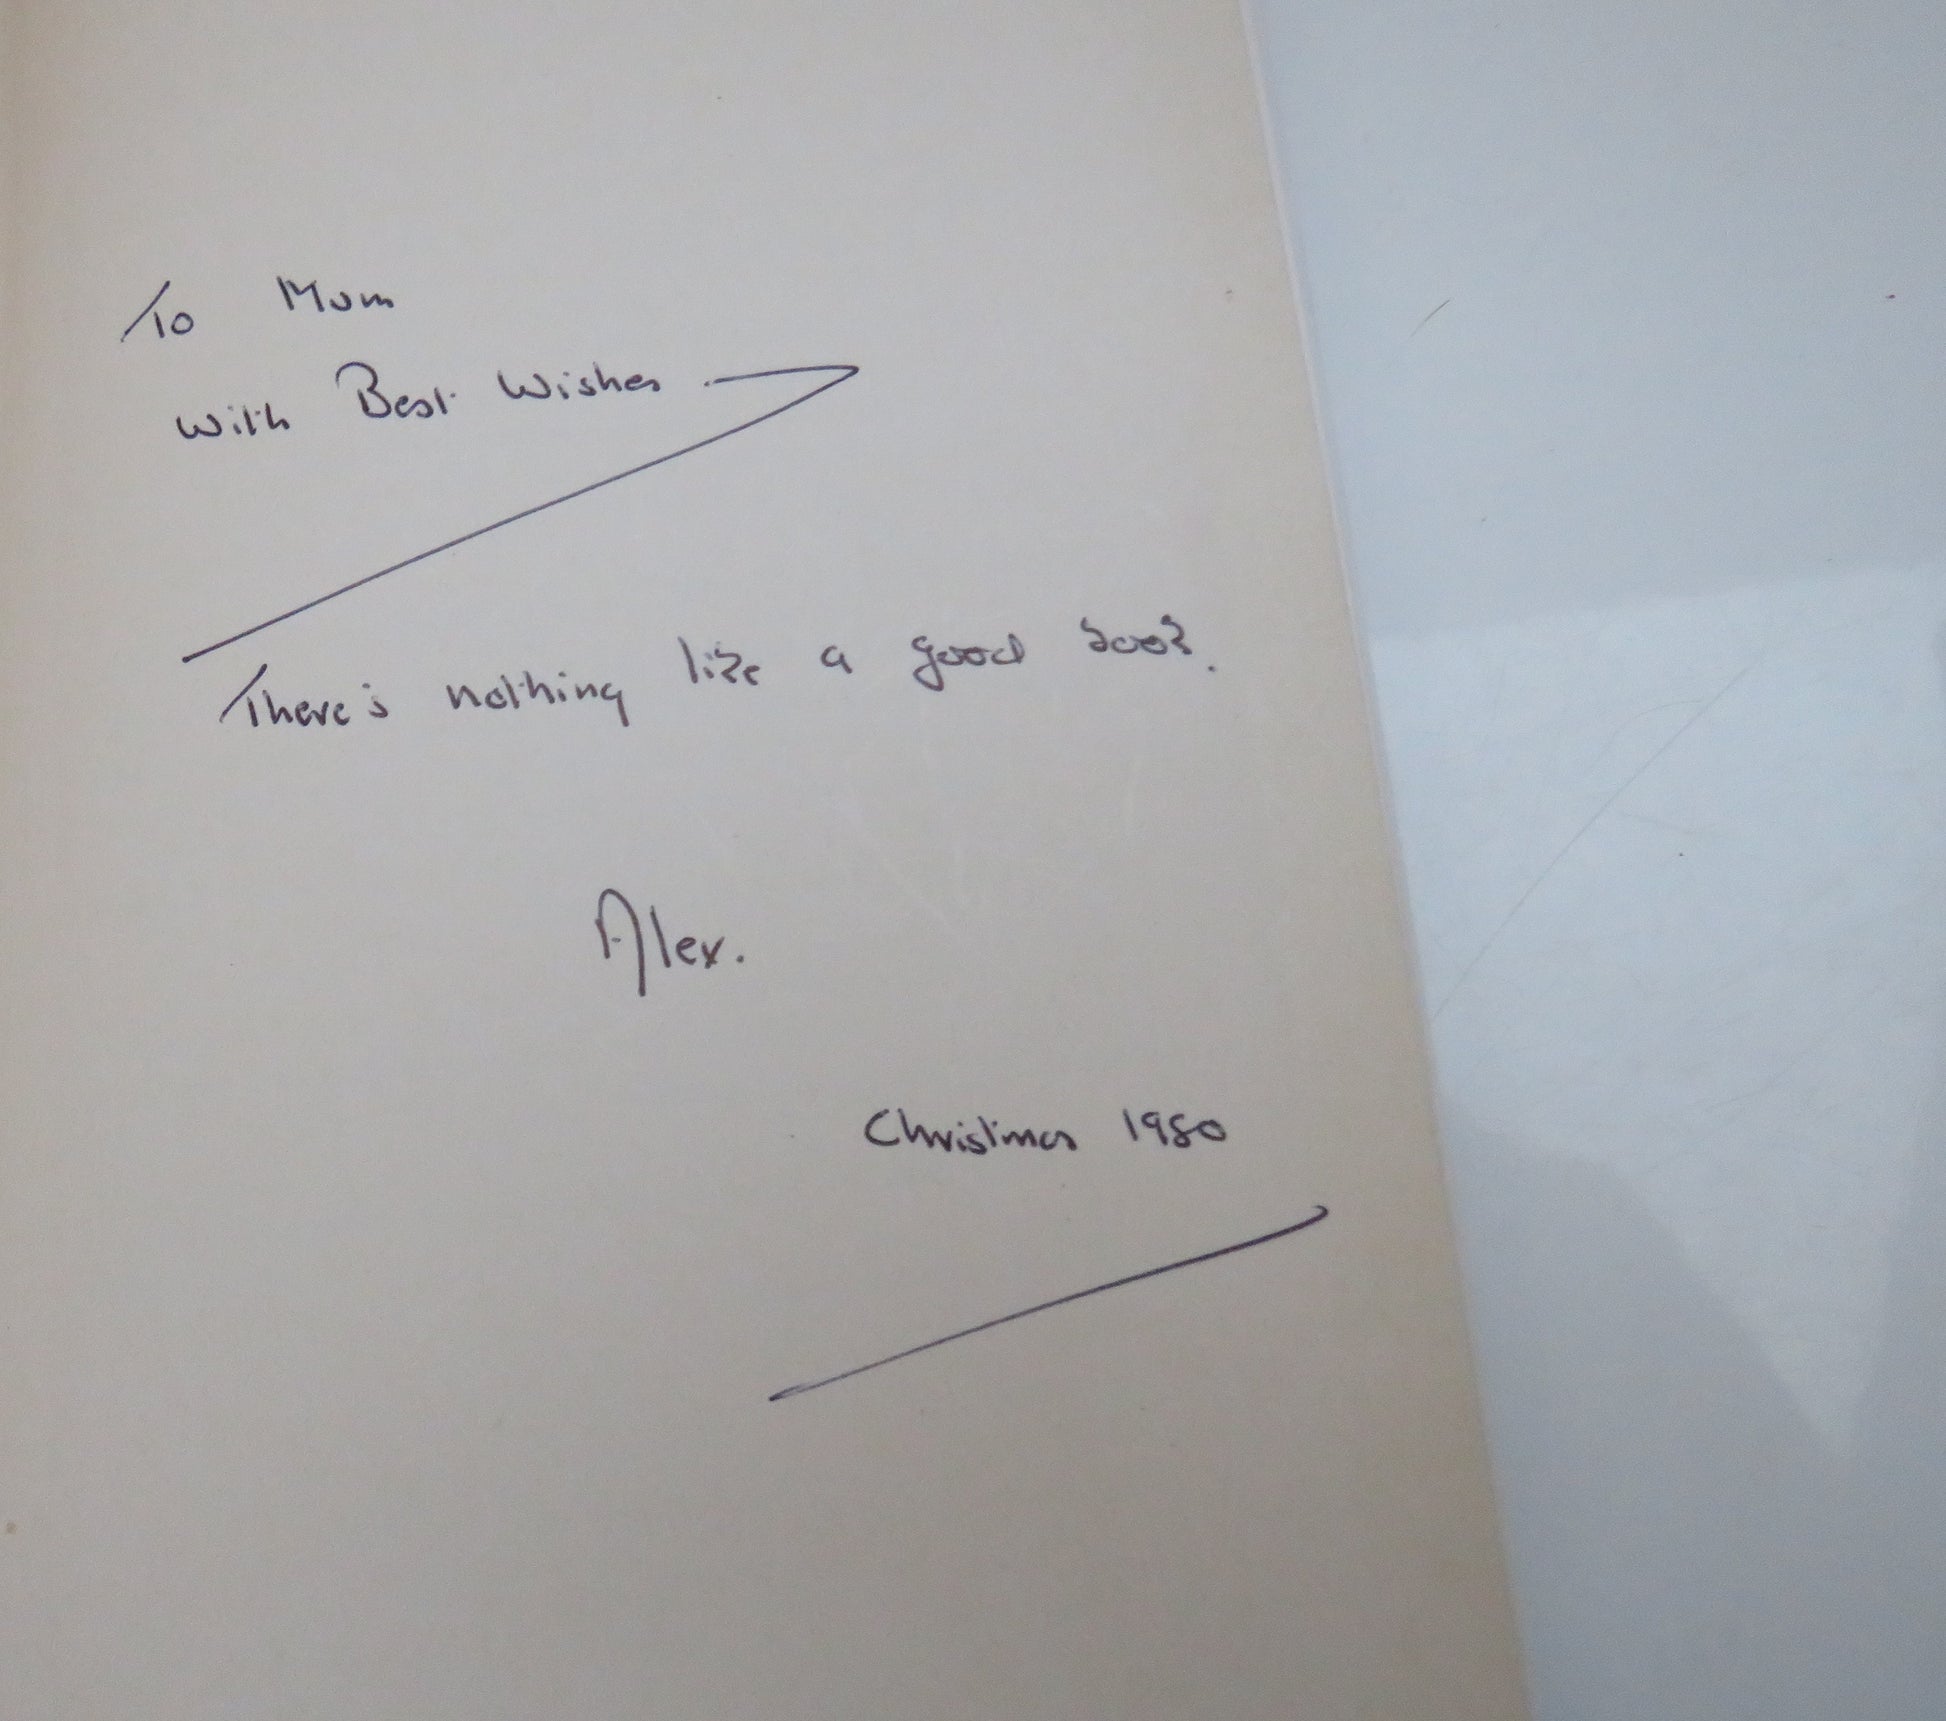 To Mum
With Best Wishes
There's nothing like a good book.
Alex.
Christmas 1980